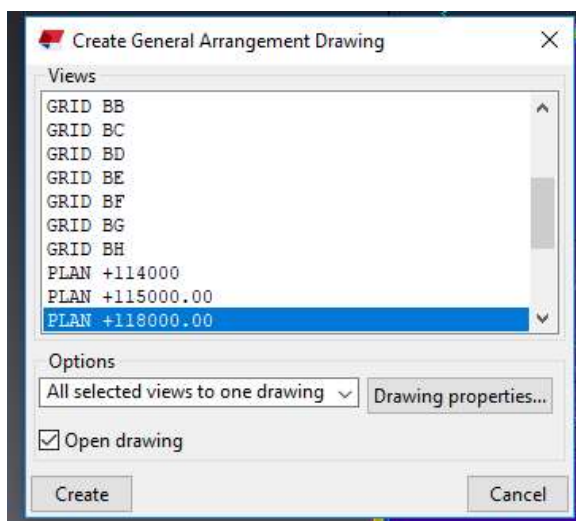 Create General Arrangement Drawing
Views
GRID BB
GRID BC
GRID BD
GRID BE
GRID BF
GRID BG
GRID BH
PLAN +114000
PLAN +115000.00
PLAN +118000.00
Options
All selected views to one drawing
Drawing properties...
Open drawing
Create
Cancel